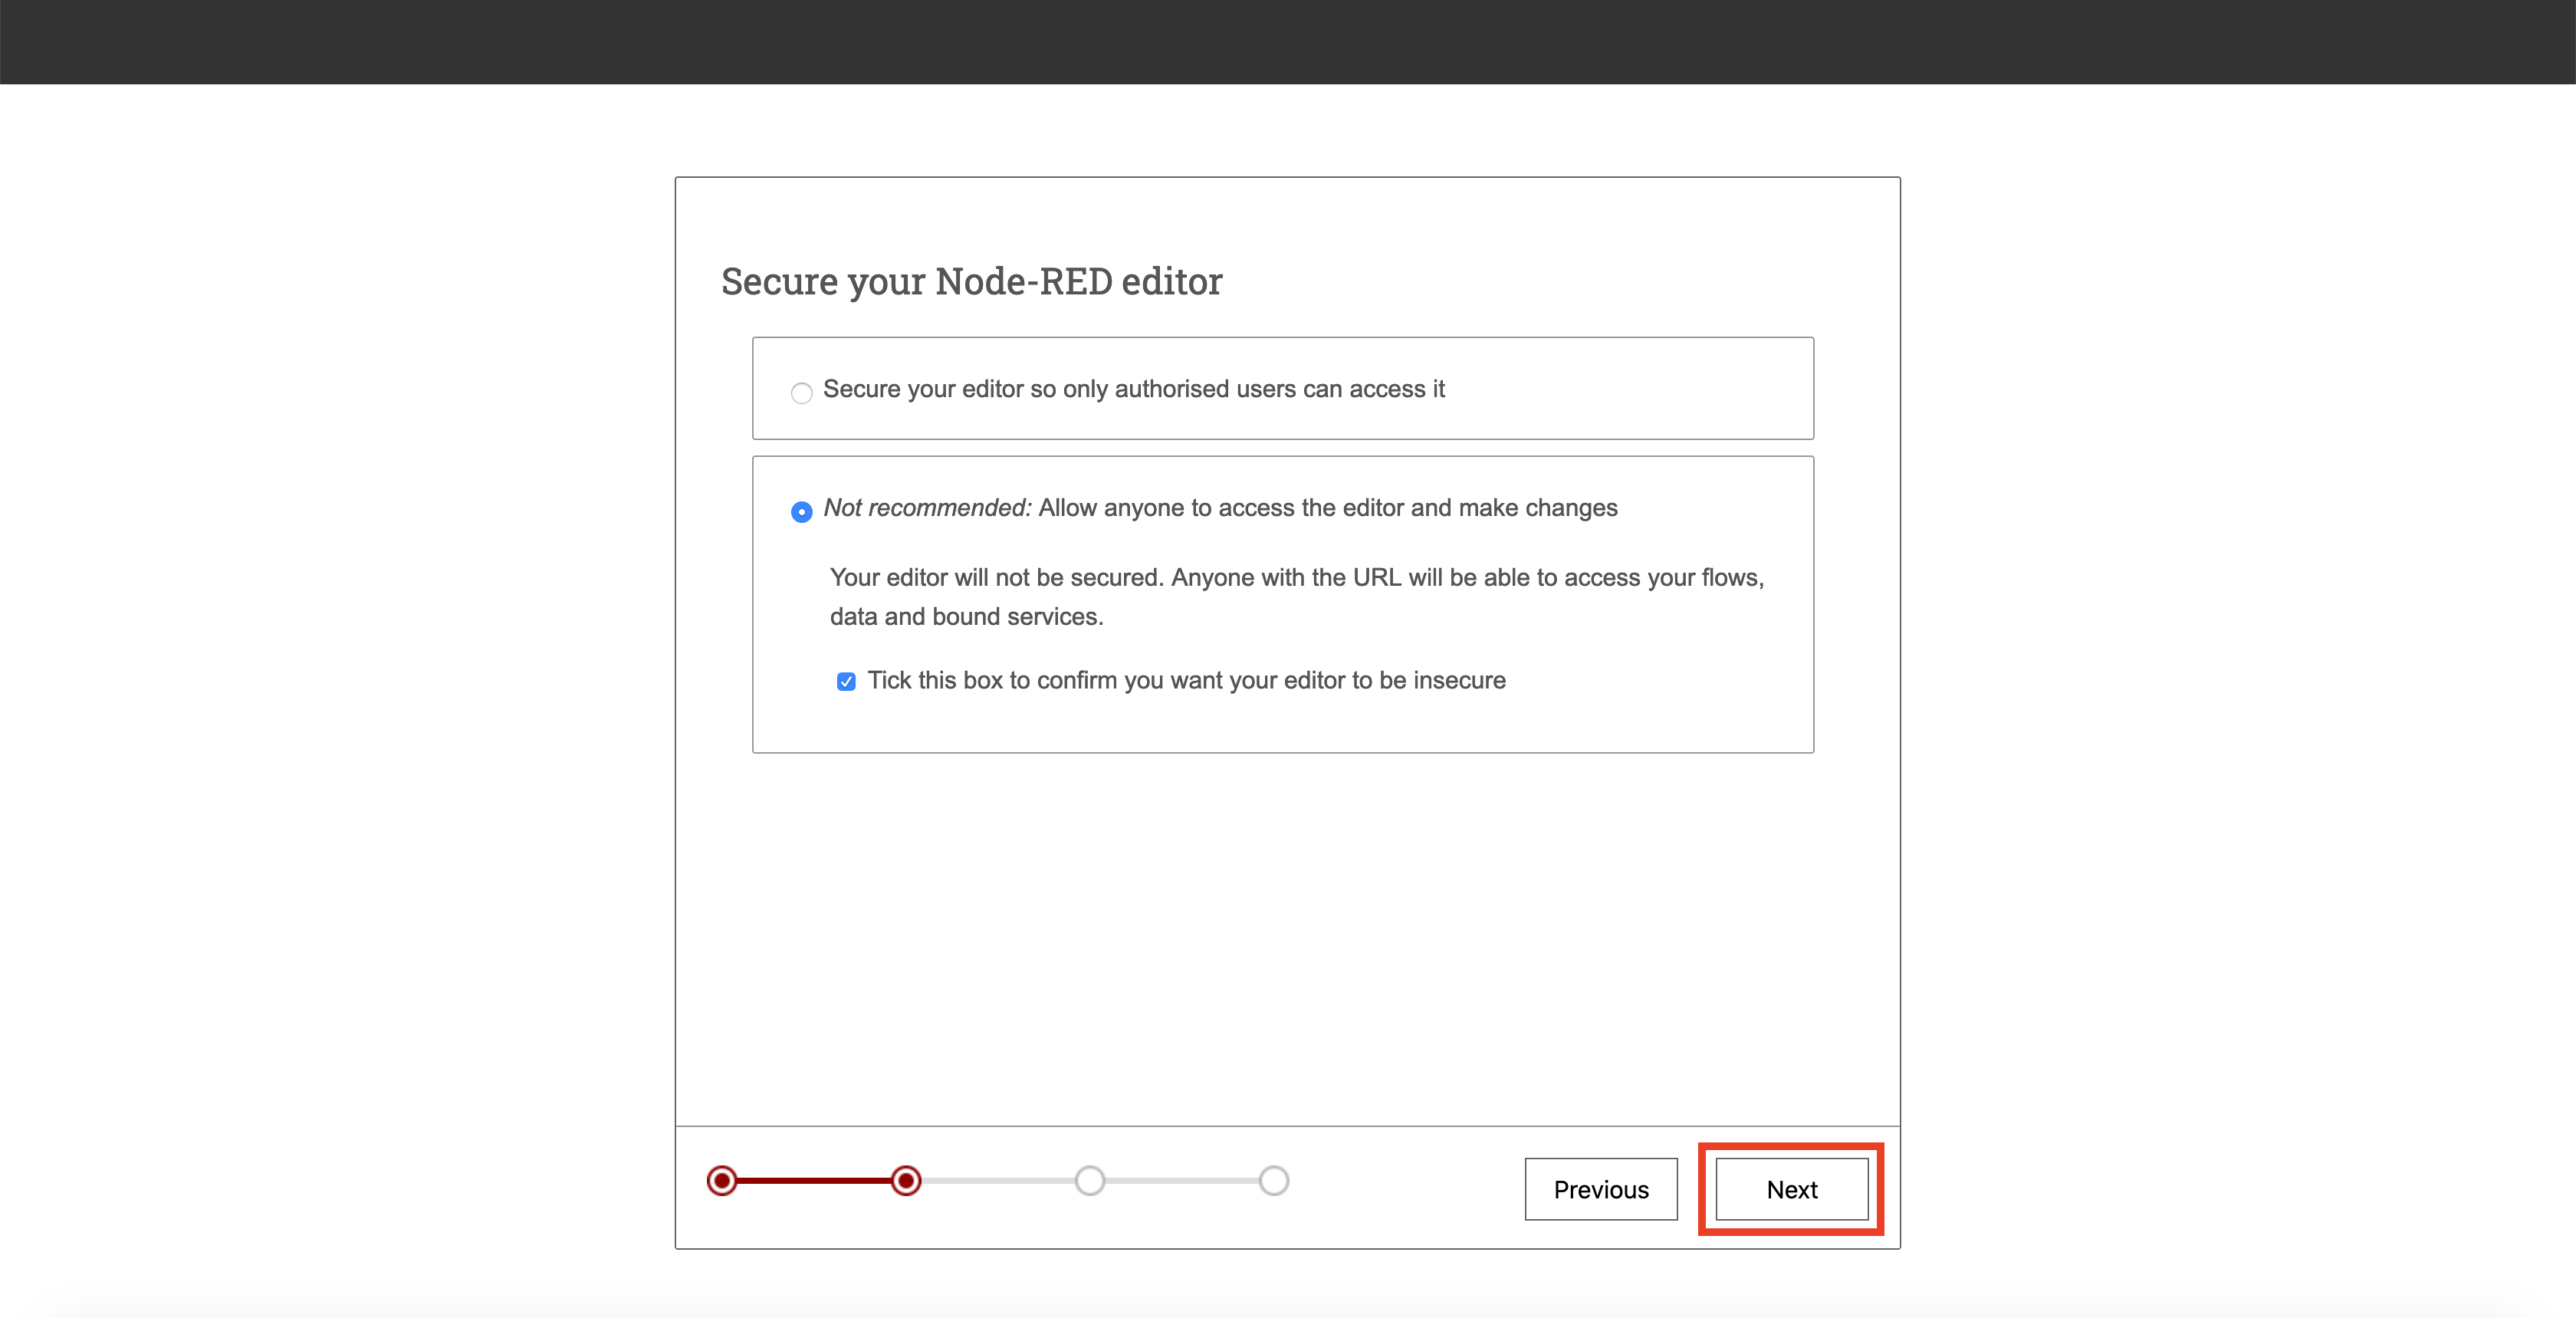 Secure your Node-RED editor
Secure your editor so only authorised users can access it
Not recommended: Allow anyone to access the editor and make changes
Your editor will not be secured. Anyone with the URL will be able to access your flows,
data and bound services.
Tick this box to confirm you want your editor to be insecure
Previous
Next